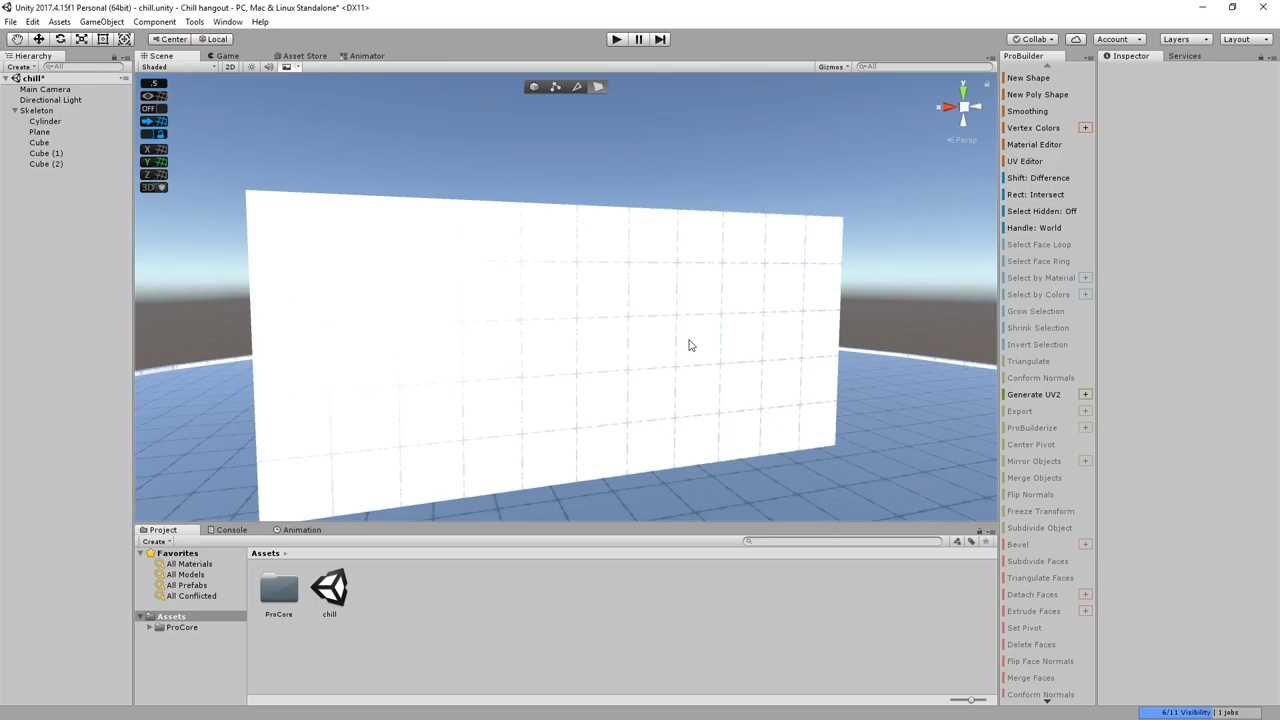 Unity 2017.4.15f1 Personal (64bit) - chill.unity - Chill hangout - PC, Mac & Linux Standalone* <DX11>
File Edit Assets GameObject Component Tools Window Help
Center Local Collab Account Layers Layout
Hierarchy Scene Game Asset Store Animator ProBuilder Inspector Services
Create All Shaded 2D Gizmos All
chill*
Main Camera
Directional Light
Skeleton
Cylinder
Plane
Cube
Cube (1)
Cube (2)
.5
OFF
X
Y
Z
3D
y
x
Persp
New Shape
New Poly Shape
Smoothing
Vertex Colors +
Material Editor
UV Editor
Shift: Difference
Rect: Intersect
Select Hidden: Off
Handle: World
Select Face Loop
Select Face Ring
Select by Material +
Select by Colors +
Grow Selection
Shrink Selection
Invert Selection
Triangulate
Conform Normals
Generate UV2 +
Export +
ProBuilderize +
Center Pivot
Mirror Objects +
Merge Objects
Flip Normals
Freeze Transform
Subdivide Object
Bevel +
Subdivide Faces
Triangulate Faces
Detach Faces +
Extrude Faces +
Set Pivot
Delete Faces
Flip Face Normals
Merge Faces
Conform Normals
Project Console Animation
Create
Favorites
All Materials
All Models
All Prefabs
All Conflicted
Assets
ProCore
Assets
ProCore
chill
6/11 Visibility | 1 jobs